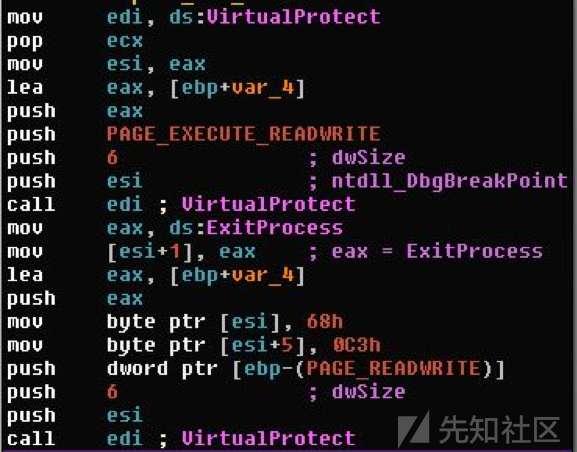 mov edi, ds:VirtualProtect
pop ecx
mov esi, eax
lea eax, [ebp+var_4]
push eax
push PAGE_EXECUTE_READWRITE
push 6 ; dwSize
push esi ; ntdll_DbgBreakPoint
call edi ; VirtualProtect
mov eax, ds:ExitProcess
mov [esi+1], eax ; eax = ExitProcess
lea eax, [ebp+var_4]
push eax
mov byte ptr [esi], 68h
mov byte ptr [esi+5], 0C3h
push dword ptr [ebp-(PAGE_READWRITE)]
push 6 ; dwSize
push esi
call edi ; VirtualProtect
先知社区